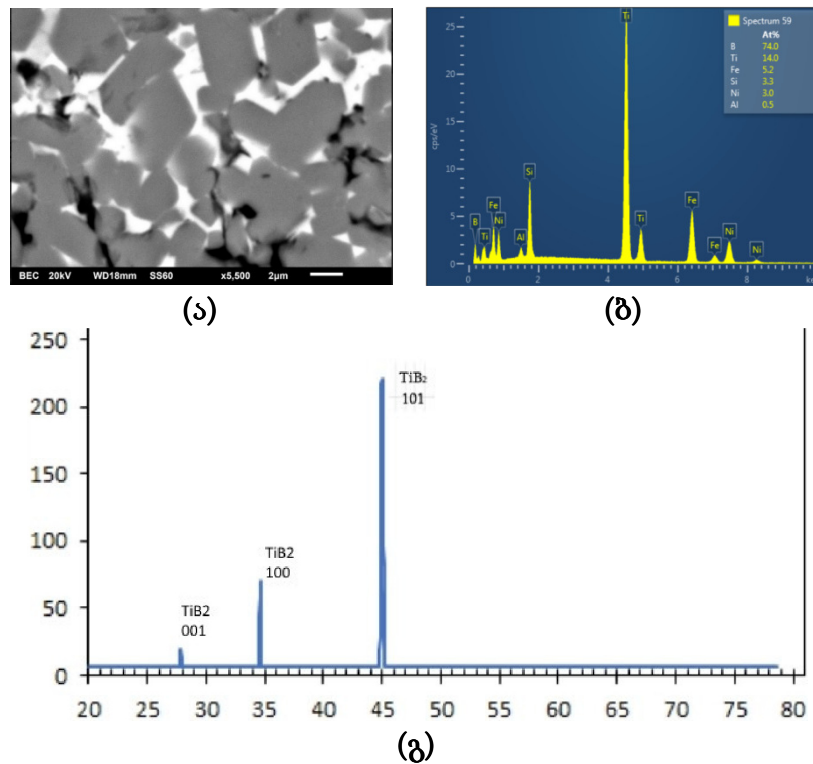 BEC 20kV WD18mm SS60 x5,500 2µm
(ა)
cps/eV
25
20
15
10
5
0
0 2 4 6 8
B Ti Fe Ni Al Si Ti Ti Fe Fe Ni Ni
Spectrum 59
At%
B 74.0
Ti 14.0
Fe 5.2
Si 3.3
Ni 3.0
Al 0.5
(ბ)
250
200
150
100
50
0
TiB2
001
TiB2
100
TiB₂
101
20 25 30 35 40 45 50 55 60 65 70 75 80
(გ)